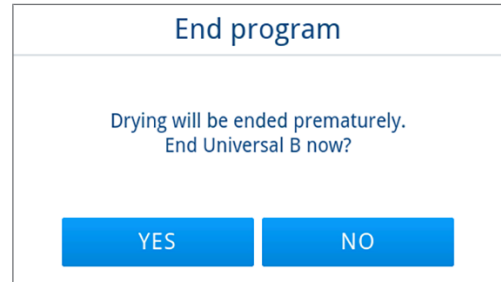 End program
Drying will be ended prematurely.
End Universal B now?
YES
NO